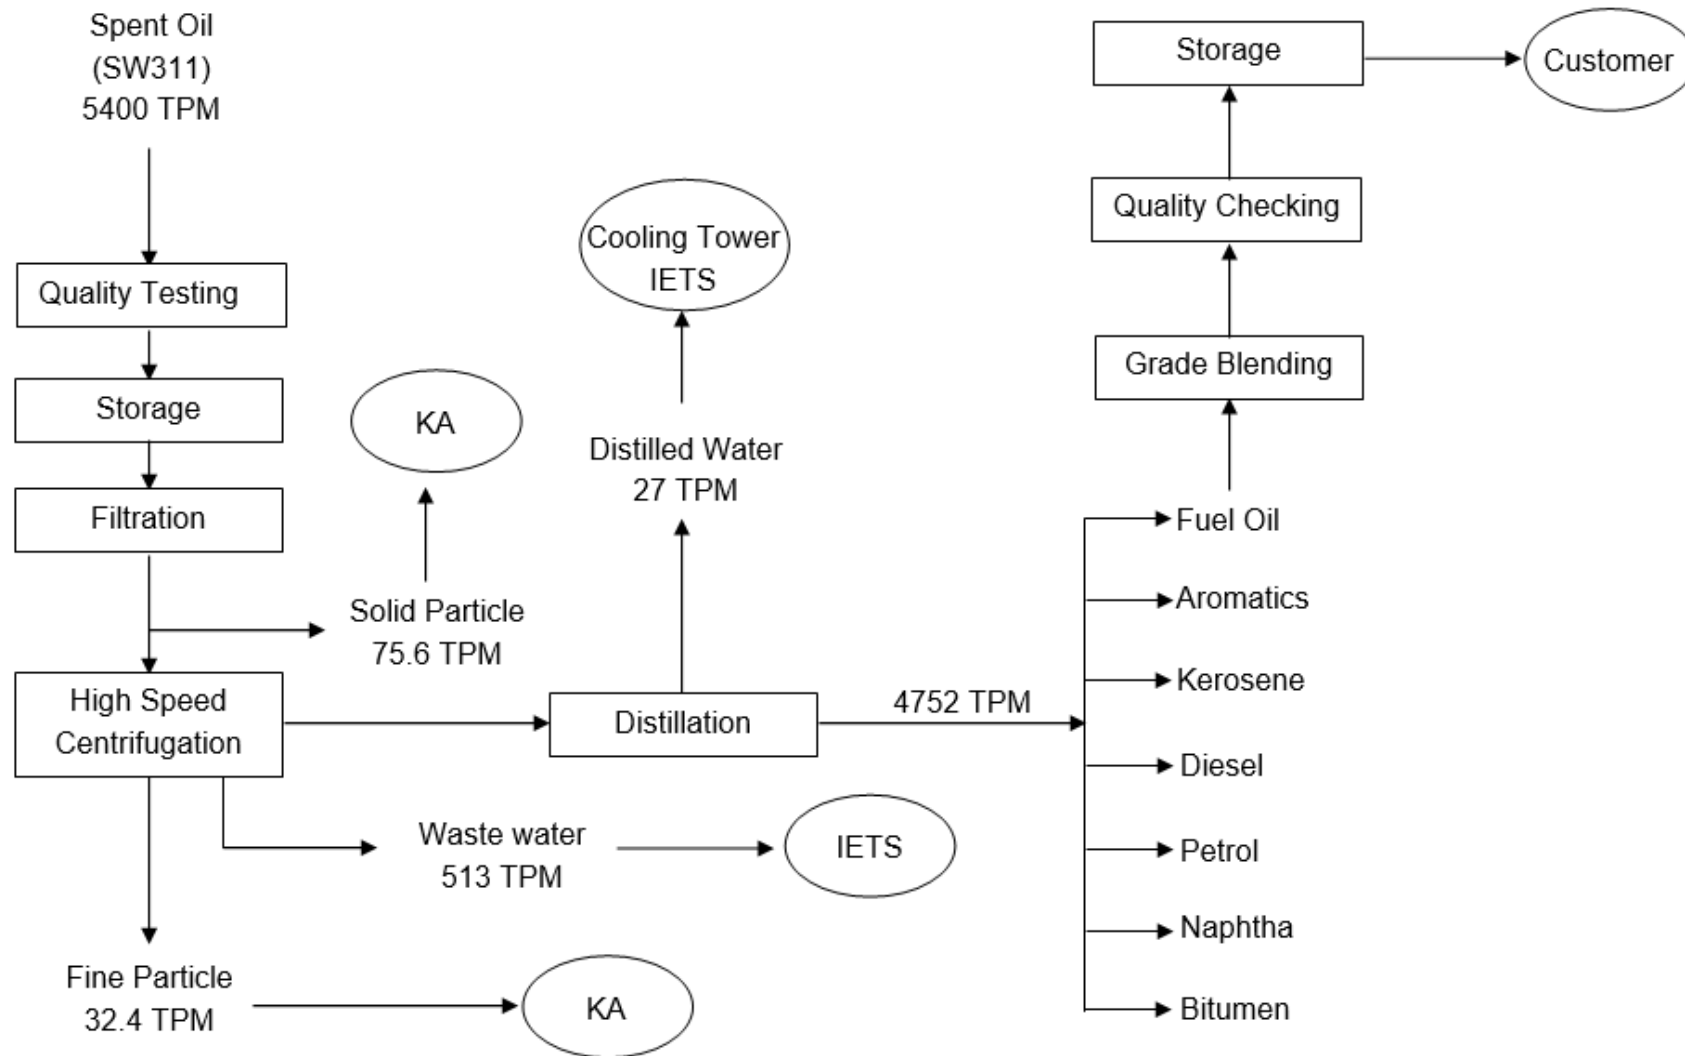 Spent Oil
(SW311)
5400 TPM
Quality Testing
Storage
Filtration
Solid Particle
75.6 TPM
KA
High Speed
Centrifugation
Fine Particle
32.4 TPM
KA
Waste water
513 TPM
IETS
Distillation
Distilled Water
27 TPM
Cooling Tower
IETS
4752 TPM
Fuel Oil
Aromatics
Kerosene
Diesel
Petrol
Naphtha
Bitumen
Grade Blending
Quality Checking
Storage
Customer